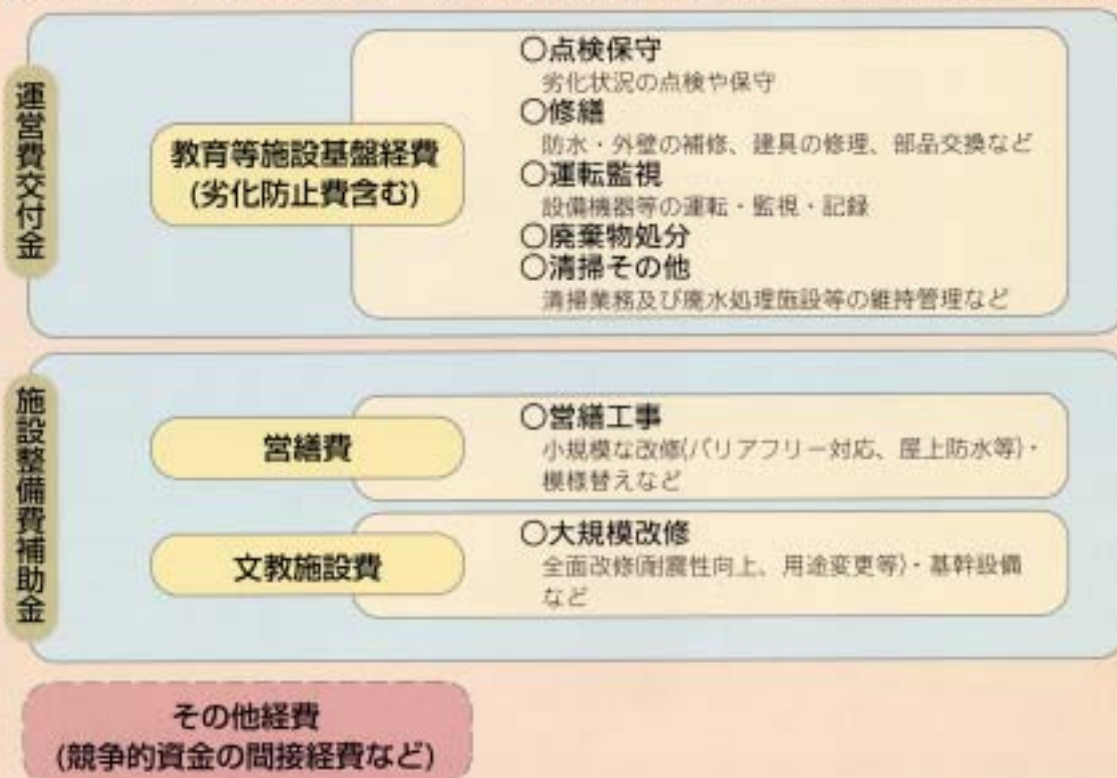 運営費交付金
教育等施設基盤経費
(劣化防止費含む)
○点検保守
劣化状況の点検や保守
○修繕
防水・外壁の補修、建具の修理、部品交換など
○運転監視
設備機器等の運転・監視・記録
○廃棄物処分
○清掃その他
清掃業務及び廃水処理施設等の維持管理など
施設整備費補助金
営繕費
○営繕工事
小規模な改修(バリアフリー対応、屋上防水等)・
模様替えなど
文教施設費
○大規模改修
全面改修(耐震性向上、用途変更等)・基幹設備
など
その他経費
(競争的資金の間接経費など)